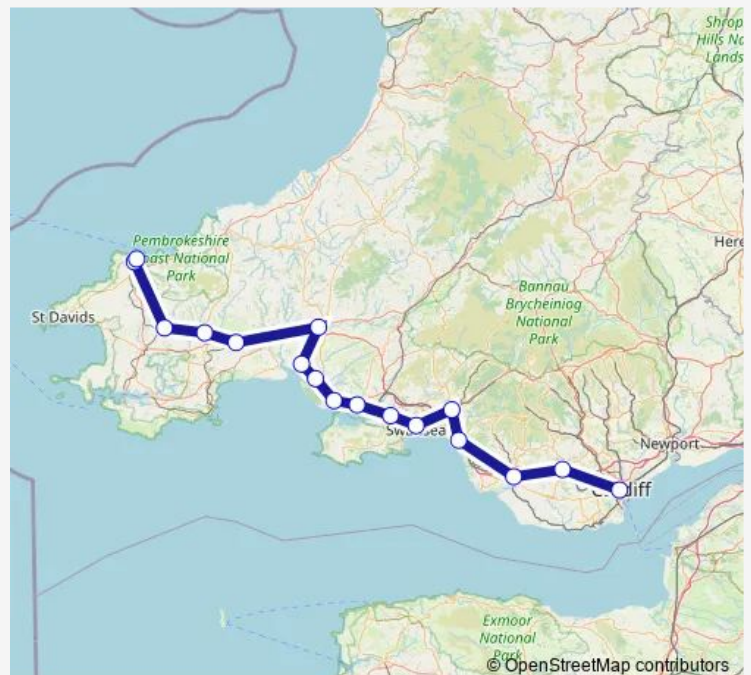 Shrop
Hills Na
Lands
Pembrokeshire
ast National
Park
Here
St Davids
Bannau
Brycheiniog
National
Park
Newport
Exmoor
National
Park
© OpenStreetMap contributors